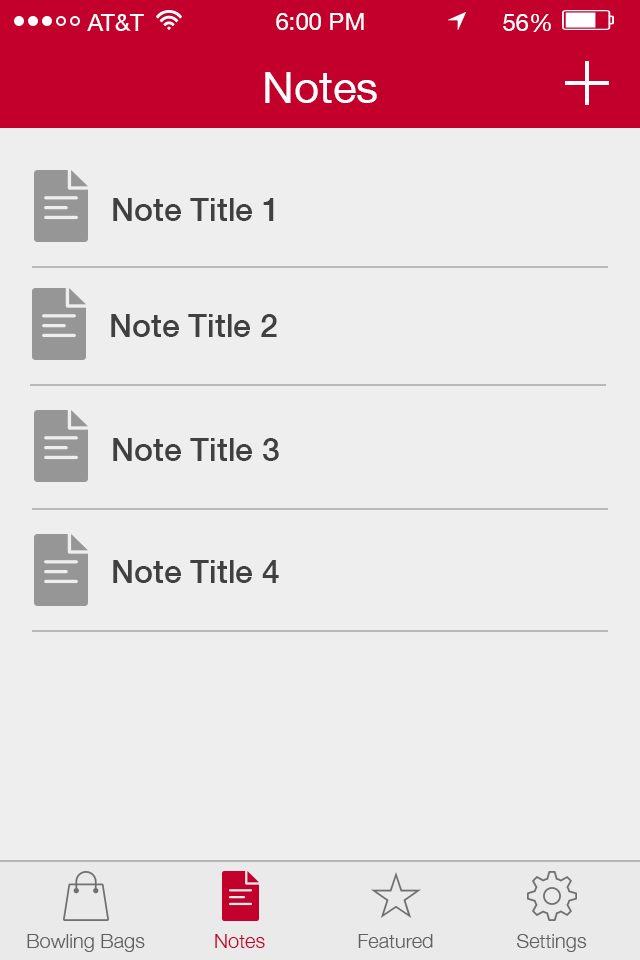 AT&T 6:00 PM 56%
Notes
Note Title 1
Note Title 2
Note Title 3
Note Title 4
Bowling Bags Notes Featured Settings